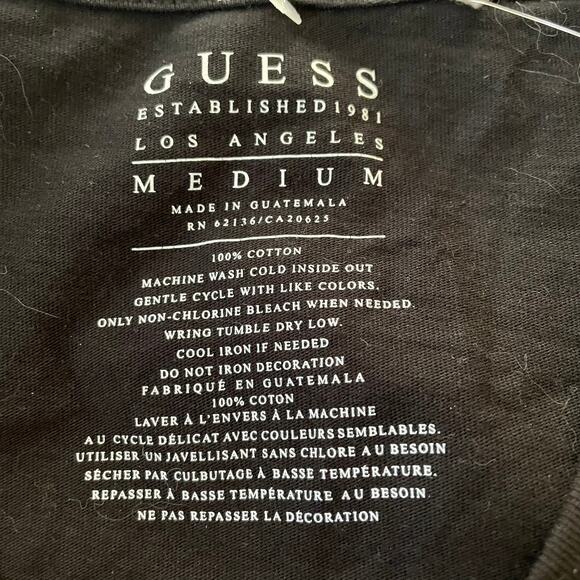 GUESS
ESTABLISHED 1981
LOS ANGELES
MEDIUM
MADE IN GUATEMALA
RN 62136/CA20625
100% COTTON
MACHINE WASH COLD INSIDE OUT
GENTLE CYCLE WITH LIKE COLORS.
ONLY NON-CHLORINE BLEACH WHEN NEEDED.
WRING TUMBLE DRY LOW.
COOL IRON IF NEEDED
DO NOT IRON DECORATION
FABRIQUÉ EN GUATEMALA
100% COTON
LAVER À L'ENVERS À LA MACHINE
AU CYCLE DÉLICAT AVEC COULEURS SEMBLABLES.
UTILISER UN JAVELLISANT SANS CHLORE AU BESOIN
SÉCHER PAR CULBUTAGE À BASSE TEMPÉRATURE.
REPASSER À BASSE TEMPÉRATURE AU BESOIN
NE PAS REPASSER LA DÉCORATION